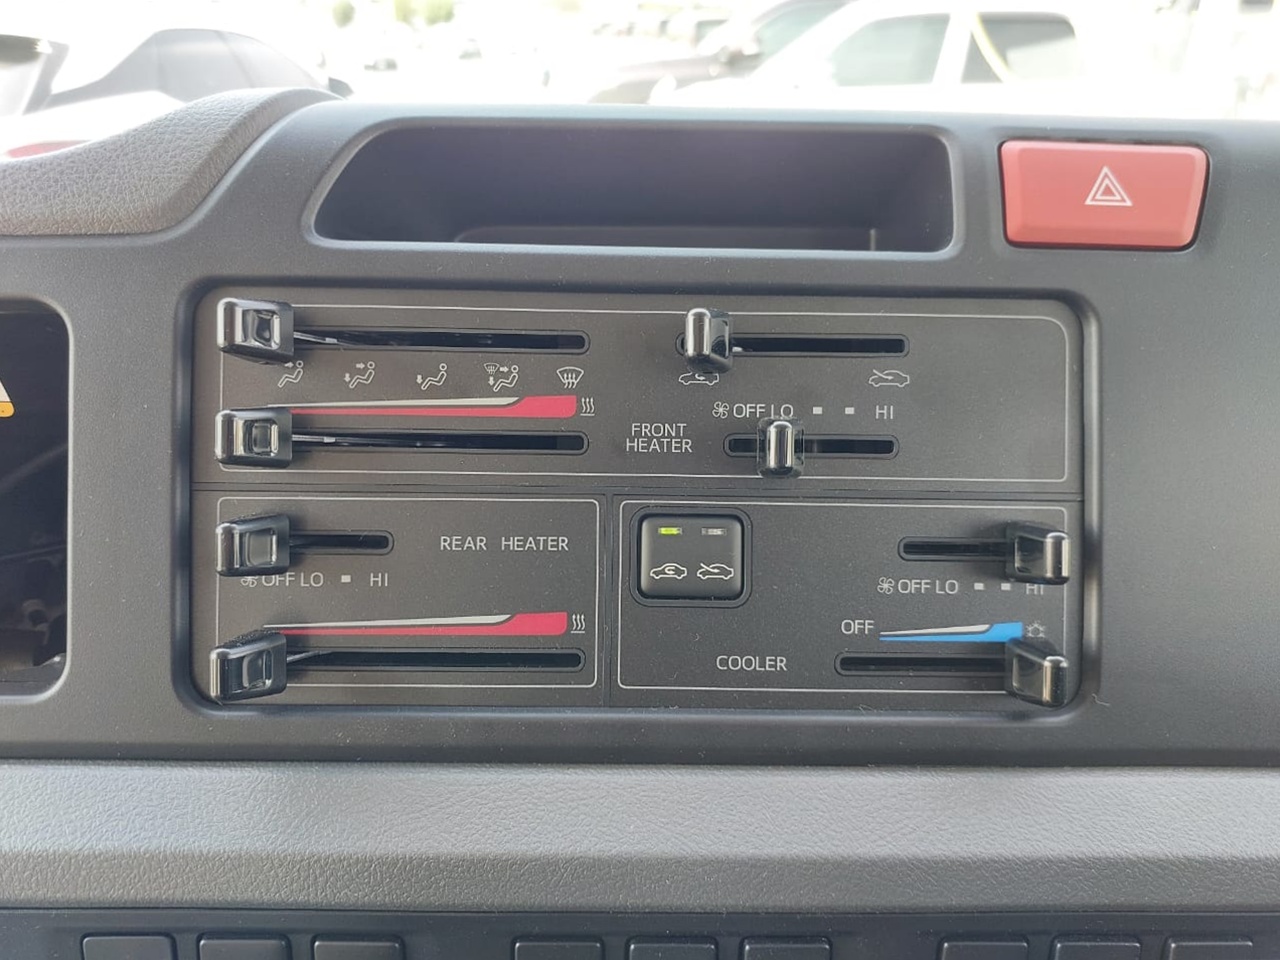 OFF LO HI
FRONT
HEATER
REAR HEATER
OFF LO HI
OFF LO HI
OFF
COOLER